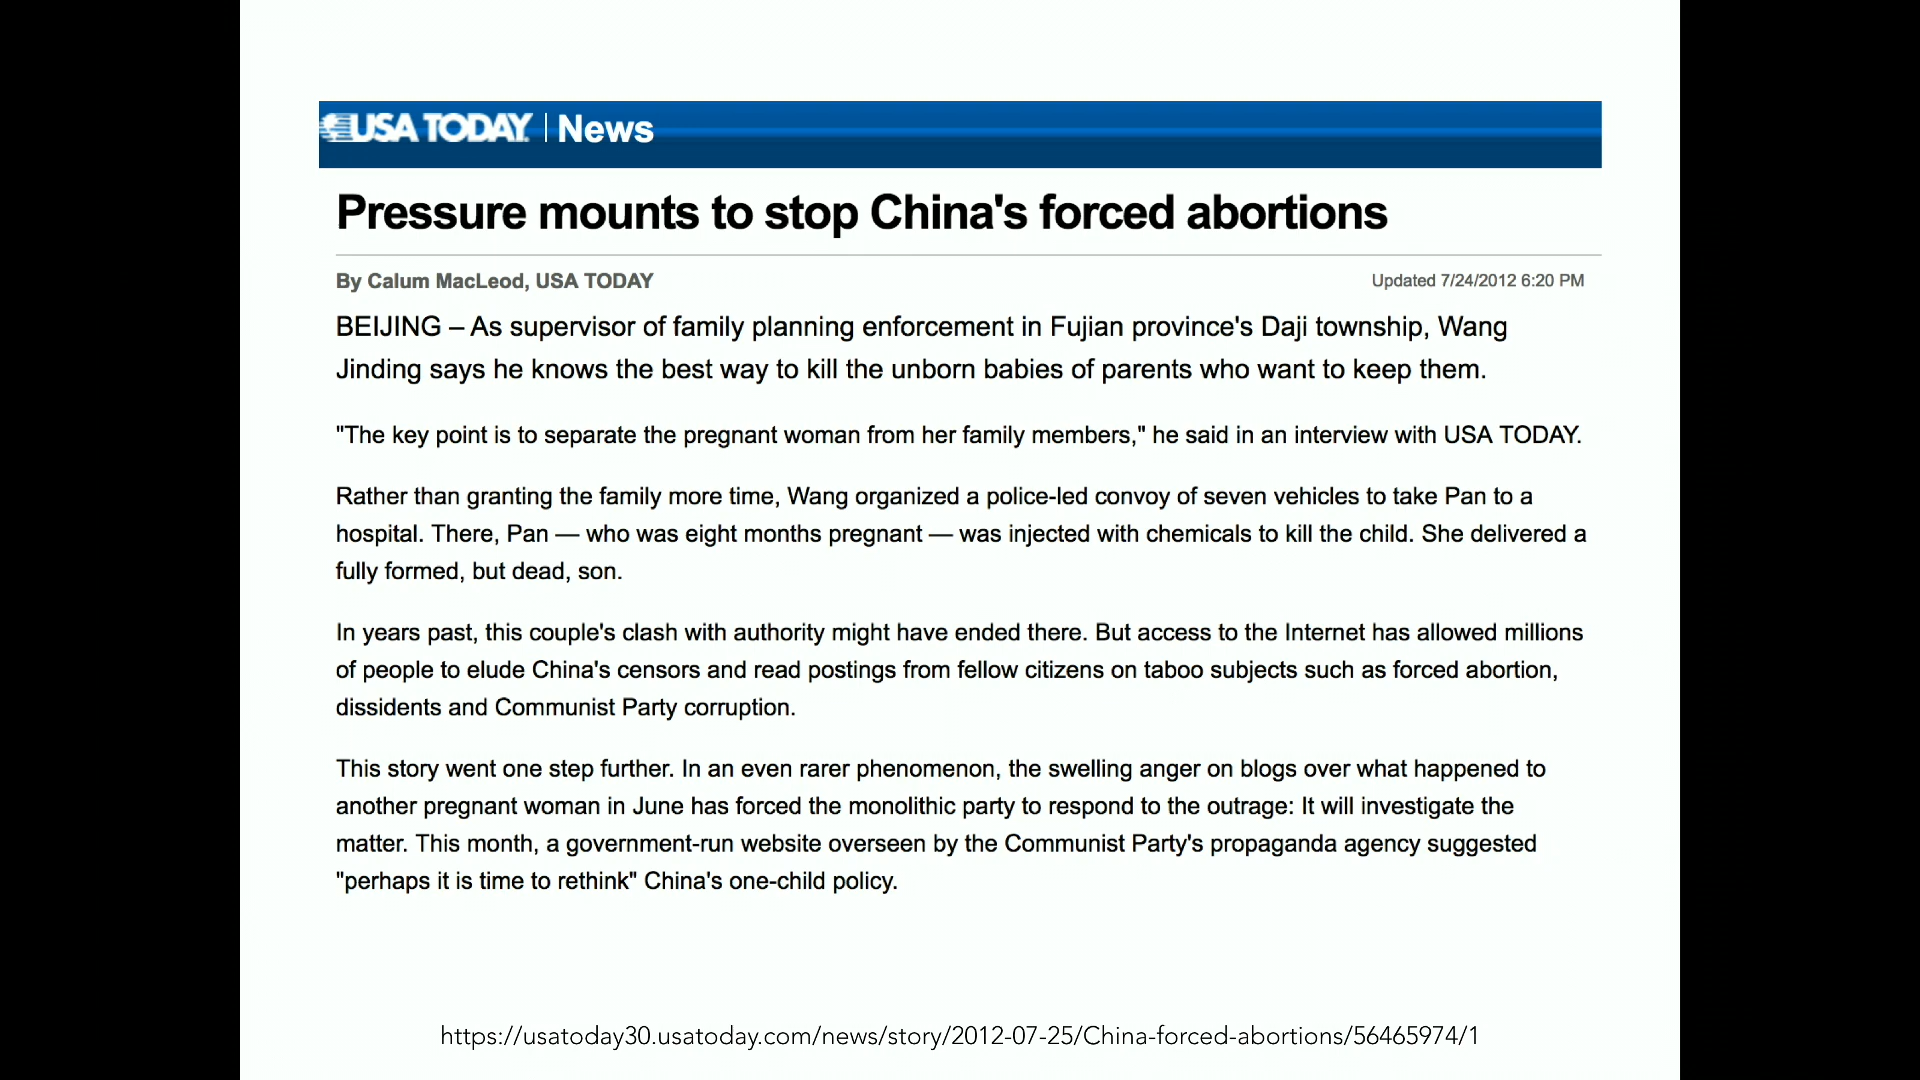 USA TODAY | News
Pressure mounts to stop China's forced abortions
By Calum MacLeod, USA TODAY
Updated 7/24/2012 6:20 PM
BEIJING – As supervisor of family planning enforcement in Fujian province's Daji township, Wang
Jinding says he knows the best way to kill the unborn babies of parents who want to keep them.
"The key point is to separate the pregnant woman from her family members," he said in an interview with USA TODAY.
Rather than granting the family more time, Wang organized a police-led convoy of seven vehicles to take Pan to a
hospital. There, Pan — who was eight months pregnant — was injected with chemicals to kill the child. She delivered a
fully formed, but dead, son.
In years past, this couple's clash with authority might have ended there. But access to the Internet has allowed millions
of people to elude China's censors and read postings from fellow citizens on taboo subjects such as forced abortion,
dissidents and Communist Party corruption.
This story went one step further. In an even rarer phenomenon, the swelling anger on blogs over what happened to
another pregnant woman in June has forced the monolithic party to respond to the outrage: It will investigate the
matter. This month, a government-run website overseen by the Communist Party's propaganda agency suggested
"perhaps it is time to rethink" China's one-child policy.
https://usatoday30.usatoday.com/news/story/2012-07-25/China-forced-abortions/56465974/1